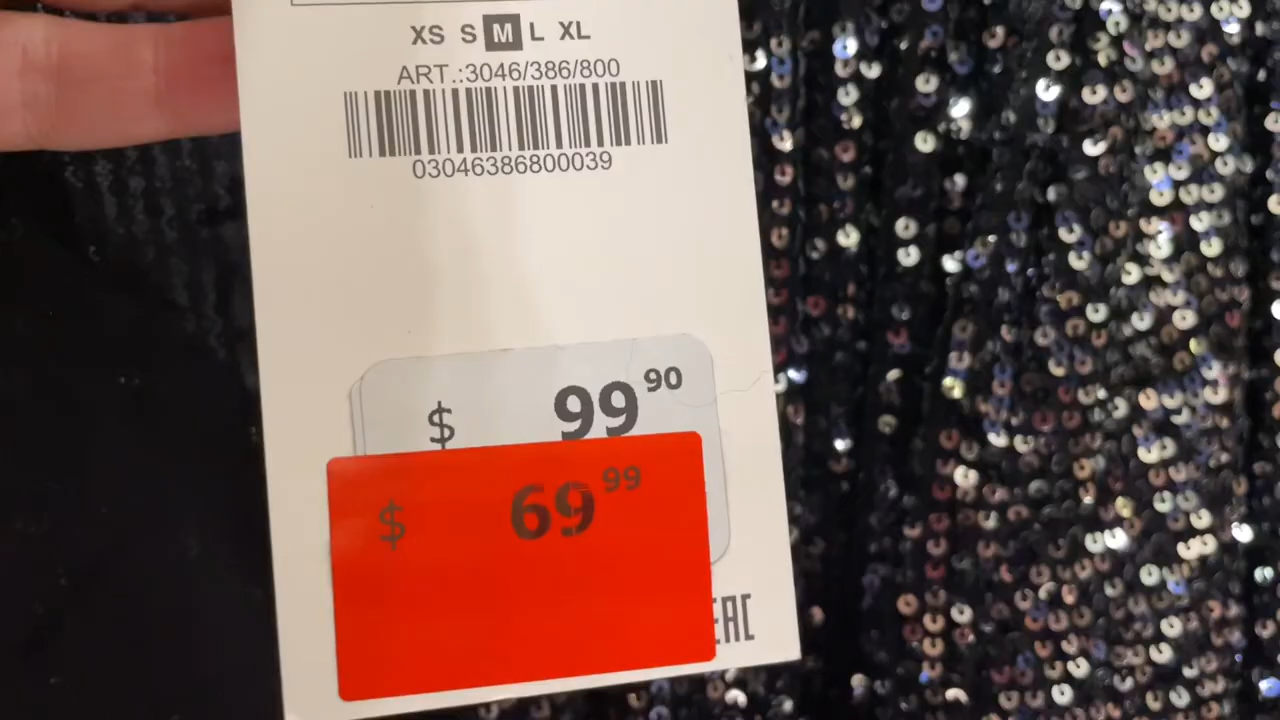 XS S M L XL
ART.:3046/386/800
03046386800039
$ 99 90
$ 69 99
EAC